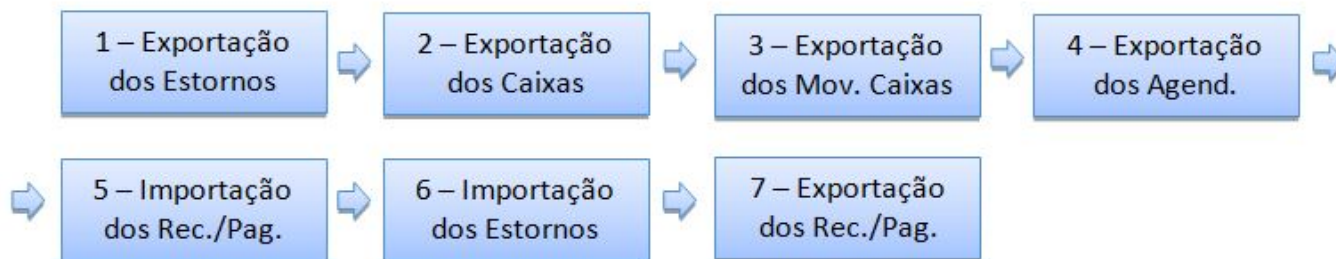 1 – Exportação
dos Estornos
2 – Exportação
dos Caixas
3 – Exportação
dos Mov. Caixas
4 – Exportação
dos Agend.
5 – Importação
dos Rec./Pag.
6 – Importação
dos Estornos
7 – Exportação
dos Rec./Pag.